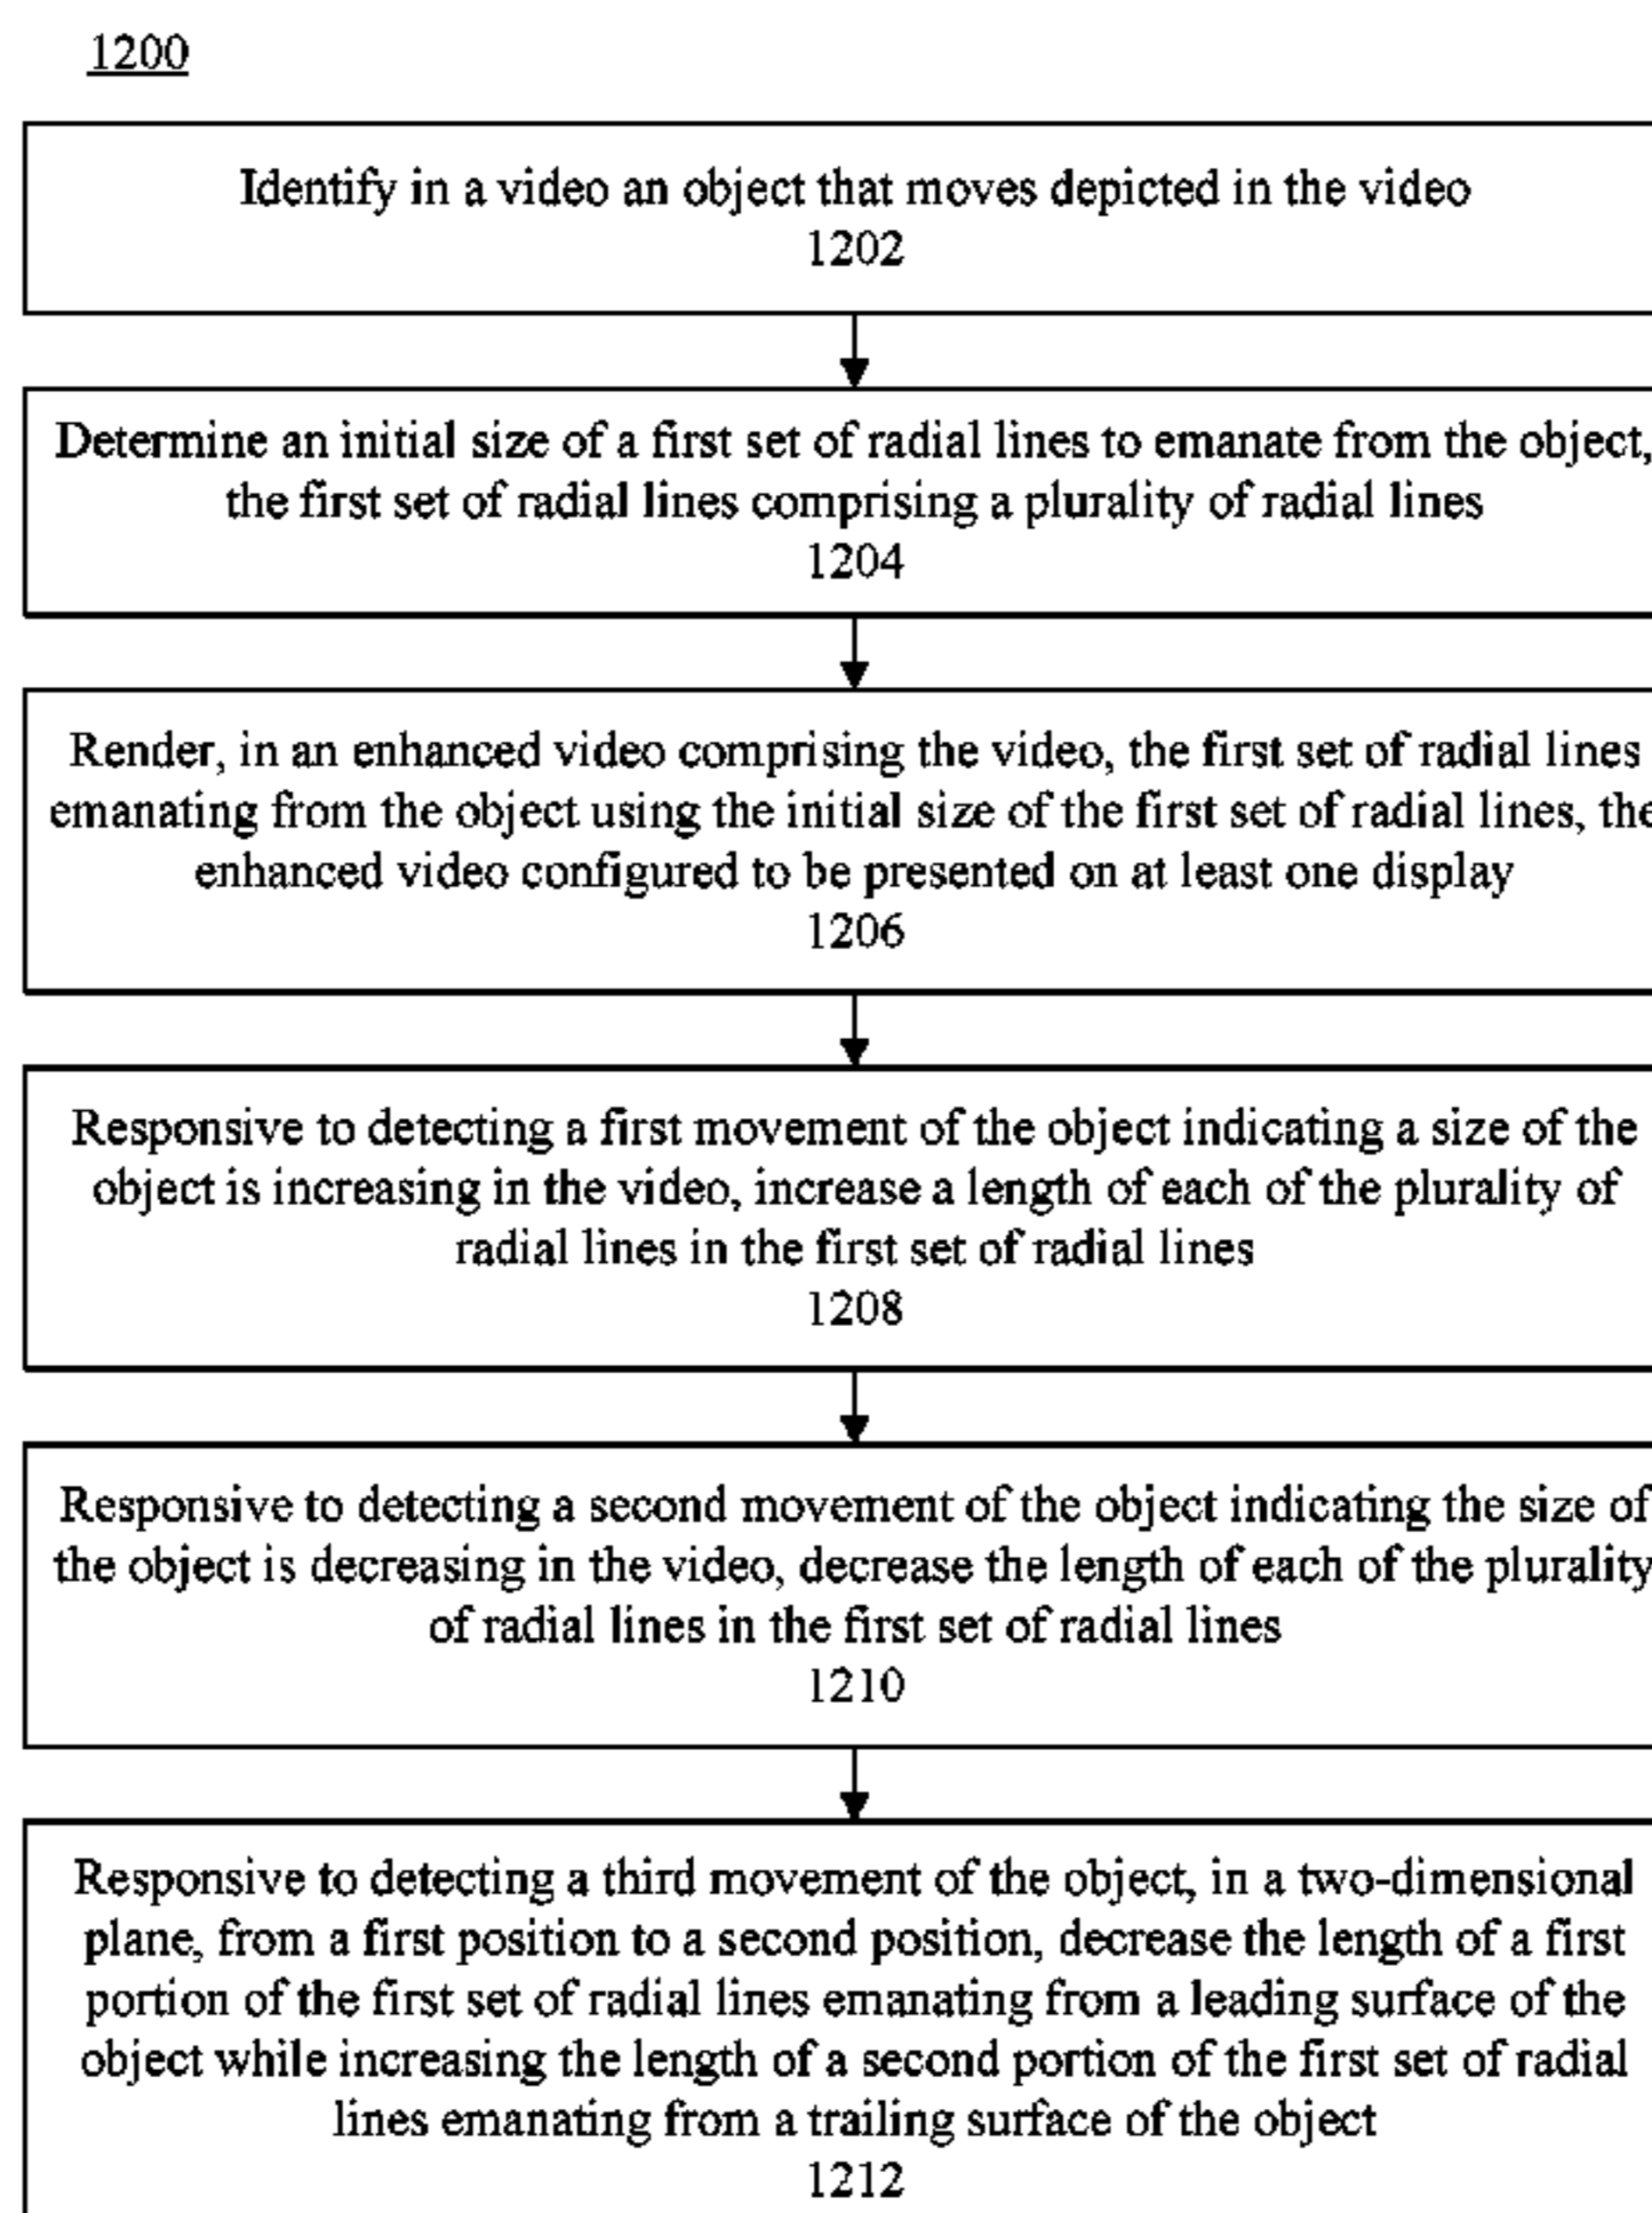 1200
Identify in a video an object that moves depicted in the video
1202
Determine an initial size of a first set of radial lines to emanate from the object,
the first set of radial lines comprising a plurality of radial lines
1204
Render, in an enhanced video comprising the video, the first set of radial lines
emanating from the object using the initial size of the first set of radial lines, the
enhanced video configured to be presented on at least one display
1206
Responsive to detecting a first movement of the object indicating a size of the
object is increasing in the video, increase a length of each of the plurality of
radial lines in the first set of radial lines
1208
Responsive to detecting a second movement of the object indicating the size of
the object is decreasing in the video, decrease the length of each of the plurality
of radial lines in the first set of radial lines
1210
Responsive to detecting a third movement of the object, in a two-dimensional
plane, from a first position to a second position, decrease the length of a first
portion of the first set of radial lines emanating from a leading surface of the
object while increasing the length of a second portion of the first set of radial
lines emanating from a trailing surface of the object
1212